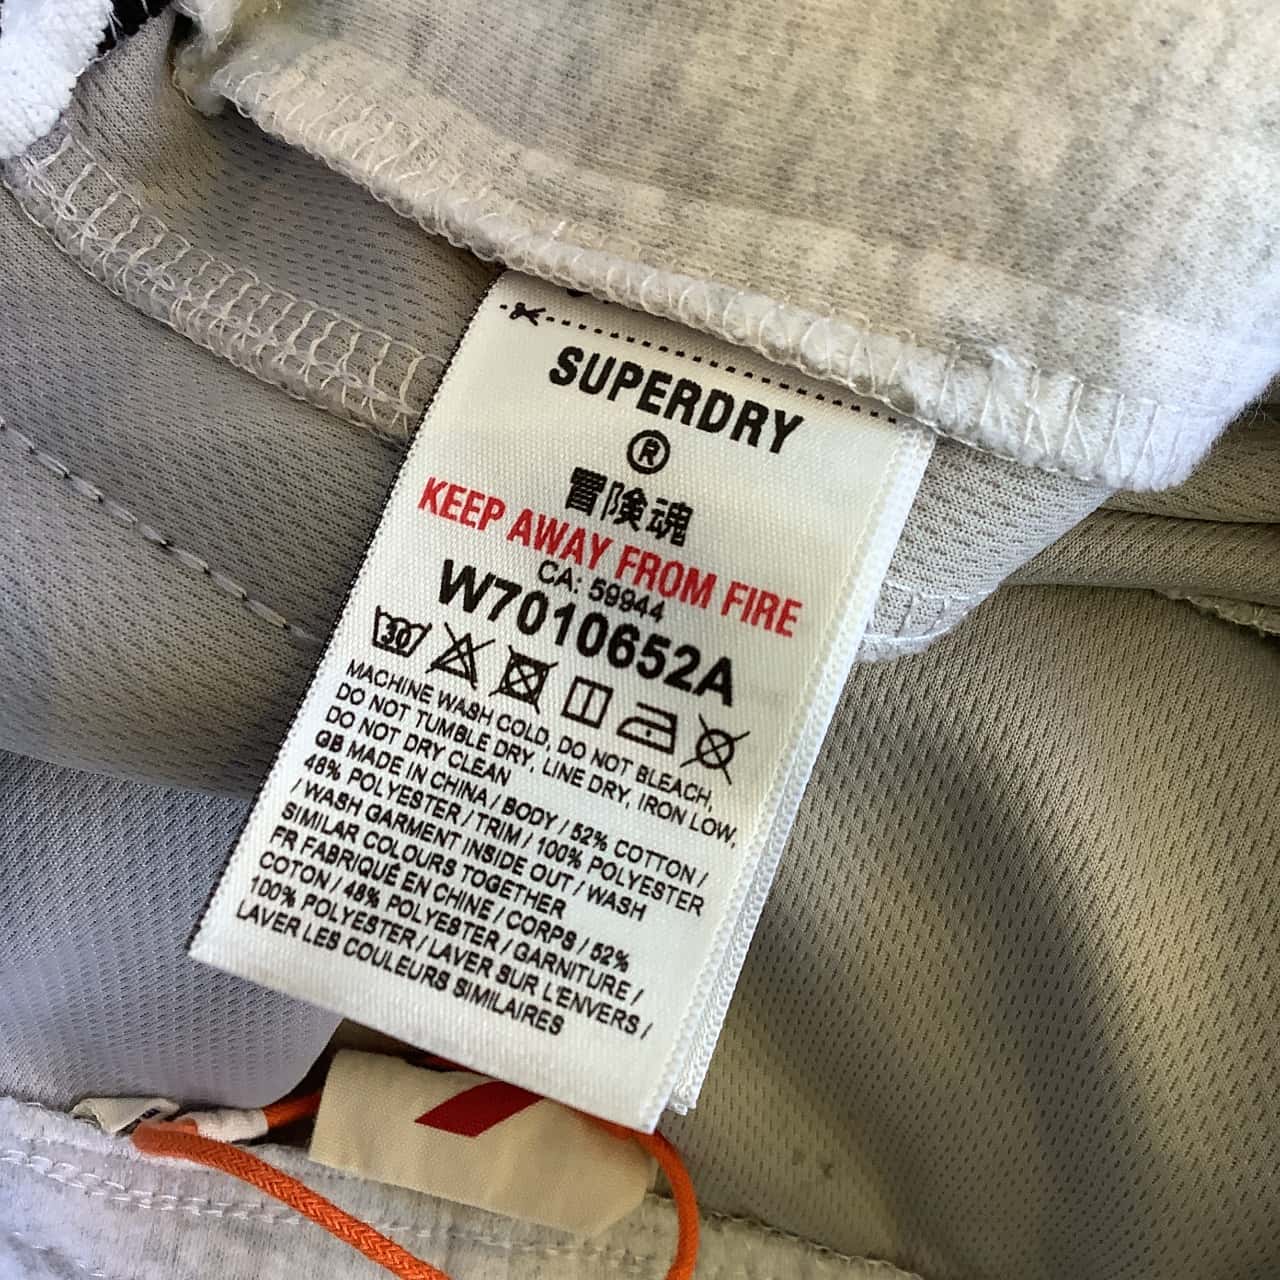 SUPERDRY
®
冒険魂
KEEP AWAY FROM FIRE
CA: 59944
W7010652A
30
MACHINE WASH COLD, DO NOT BLEACH,
DO NOT TUMBLE DRY, LINE DRY, IRON LOW,
DO NOT DRY CLEAN
GB MADE IN CHINA / BODY / 52% COTTON /
48% POLYESTER / TRIM / 100% POLYESTER
/ WASH GARMENT INSIDE OUT / WASH
SIMILAR COLOURS TOGETHER
FR FABRIQUÉ EN CHINE / CORPS / 52%
COTON / 48% POLYESTER / GARNITURE /
100% POLYESTER / LAVER SUR L'ENVERS /
LAVER LES COULEURS SIMILAIRES